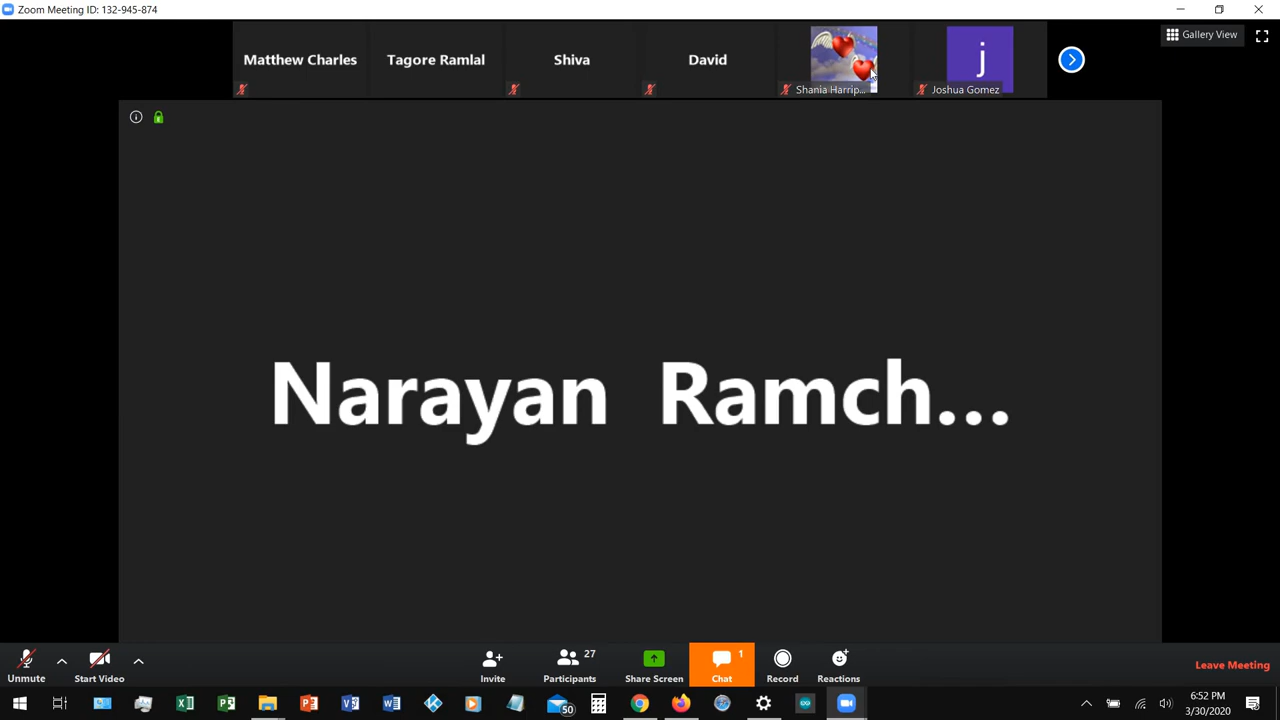 Zoom Meeting ID: 132-945-874
Gallery View
Matthew Charles
Tagore Ramlal
Shiva
David
Shania Harrip...
j
Joshua Gomez
Narayan Ramch...
27
1
Unmute
Start Video
Invite
Participants
Share Screen
Chat
Record
Reactions
Leave Meeting
50
6:52 PM
3/30/2020